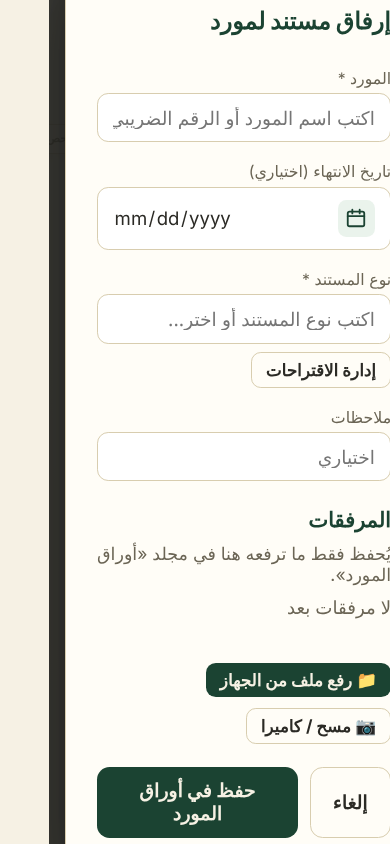 إرفاق مستند لمورد
المورد *
اكتب اسم المورد أو الرقم الضريبي
تاريخ الانتهاء (اختياري)
mm/dd/yyyy
نوع المستند *
اكتب نوع المستند أو اختر...
إدارة الاقتراحات
ملاحظات
اختياري
المرفقات
يُحفظ فقط ما ترفعه هنا في مجلد «أوراق
المورد».
لا مرفقات بعد
📁 رفع ملف من الجهاز
📷 مسح / كاميرا
إلغاء
حفظ في أوراق
المورد